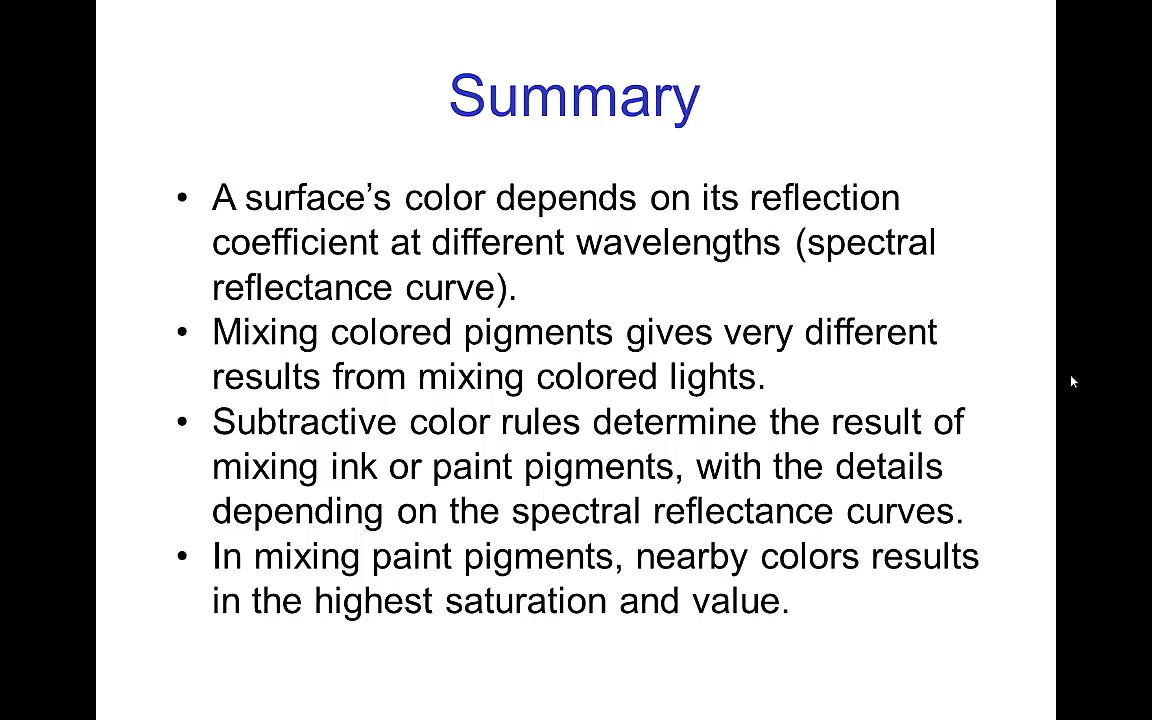 Summary
• A surface’s color depends on its reflection
coefficient at different wavelengths (spectral
reflectance curve).
• Mixing colored pigments gives very different
results from mixing colored lights.
• Subtractive color rules determine the result of
mixing ink or paint pigments, with the details
depending on the spectral reflectance curves.
• In mixing paint pigments, nearby colors results
in the highest saturation and value.